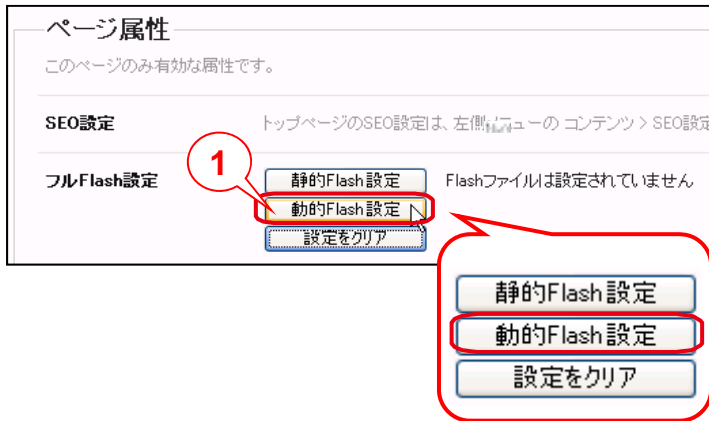 ページ属性
このページのみ有効な属性です。
SEO設定 トップページのSEO設定は、左側 ューの コンテンツ > SEO設定
フルFlash設定 1 静的Flash設定 Flashファイルは設定されていません
動的Flash設定
設定をクリア
静的Flash設定
動的Flash設定
設定をクリア